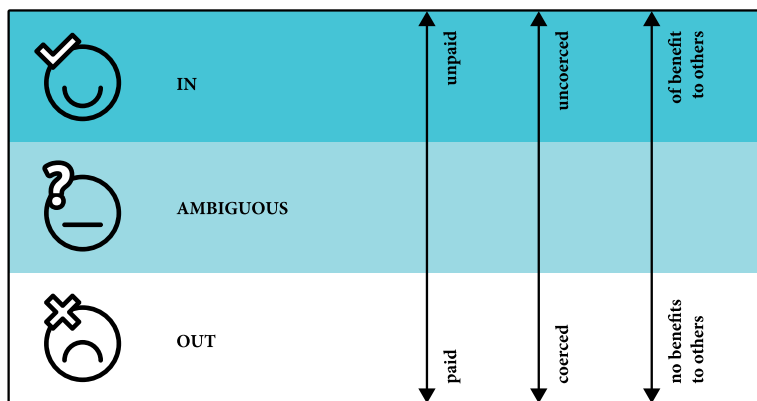 IN
unpaid
uncoerced
of benefit
to others
AMBIGUOUS
OUT
paid
coerced
no benefits
to others